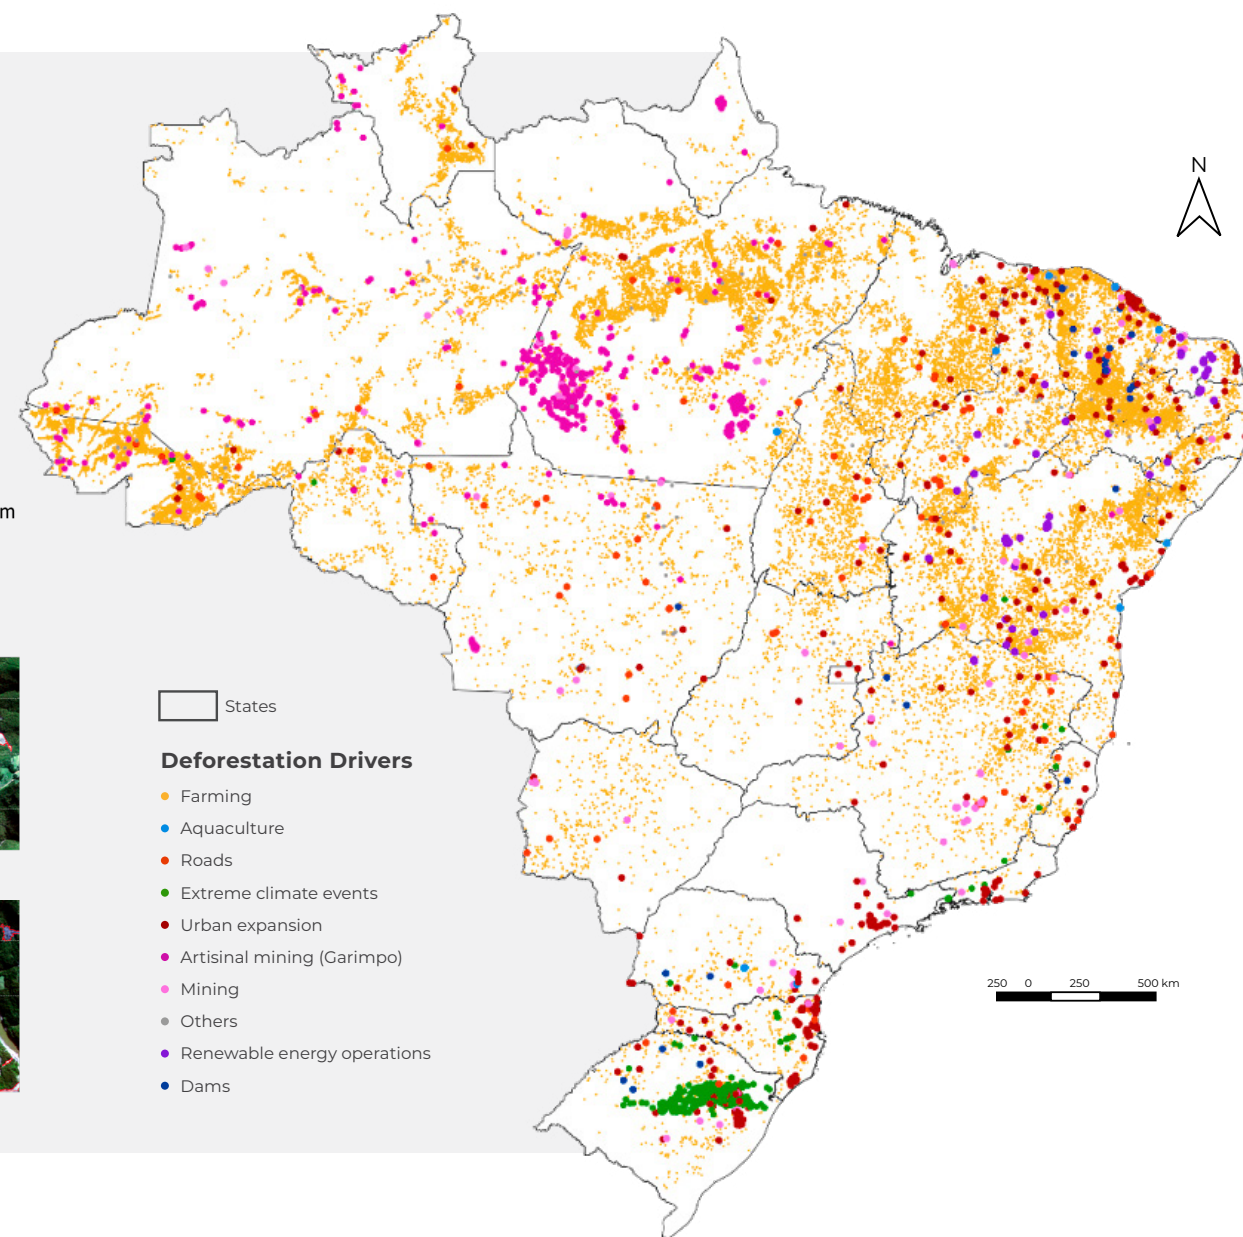 N
m
States
Deforestation Drivers
Farming
Aquaculture
Roads
Extreme climate events
Urban expansion
Artisinal mining (Garimpo)
Mining
Others
Renewable energy operations
Dams
250 0 250 500 km